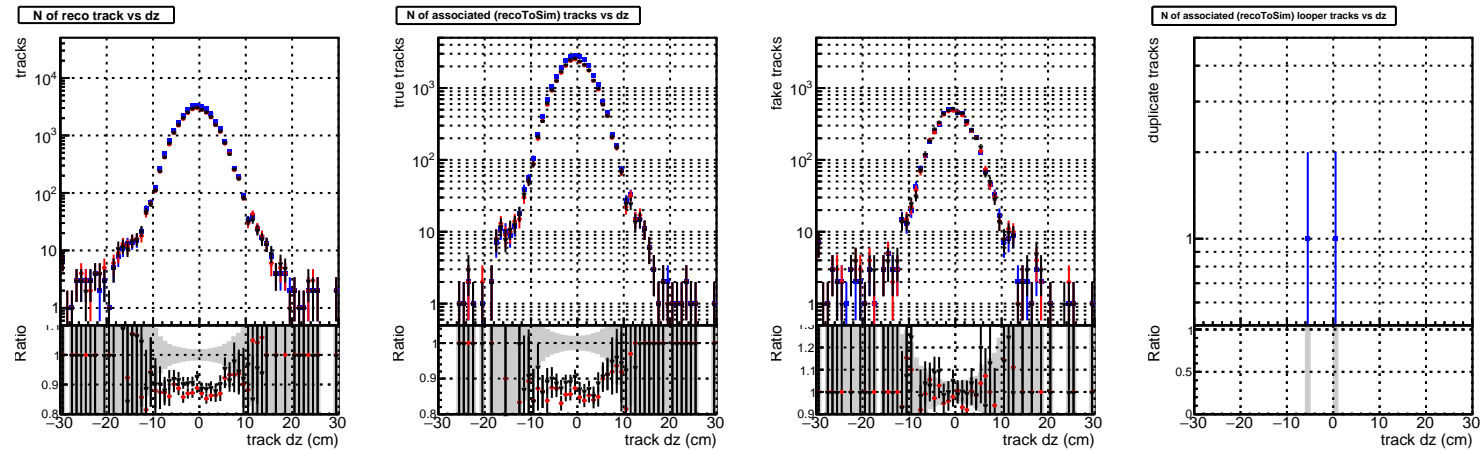 N of reco track vs dz
tracks
10⁴
10³
10²
10
1
Ratio
1.1
1
0.9
0.8
−30 −20 −10 0 10 20 30
track dz (cm)
N of associated (recoToSim) tracks vs dz
true tracks
10³
10²
10
1
Ratio
1
0.9
0.8
−30 −20 −10 0 10 20 30
track dz (cm)
fake tracks
10³
10²
10
1
Ratio
1.3
1.2
1.1
1
0.9
−30 −20 −10 0 10 20 30
track dz (cm)
N of associated (recoToSim) looper tracks vs dz
duplicate tracks
1
Ratio
1
0.5
0
−30 −20 −10 0 10 20 30
track dz (cm)